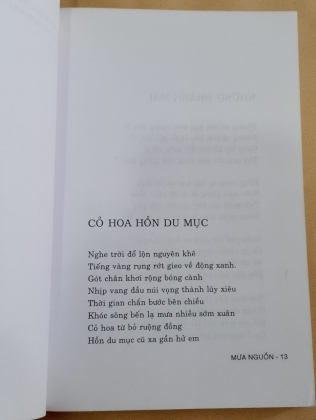 CỎ HOA HỒN DU MỤC
Nghe trời đổ lộn nguyên khê
Tiếng vàng rụng rớt gieo về động xanh.
Gót chân khơi rộng bóng cành
Nhịp vang đầu núi vọng thành lũy xiêu
Thời gian chắn bước bên chiều
Khóc sông bến lạ mưa nhiều sớm xuân
Cỏ hoa từ bỏ ruộng đồng
Hồn du mục cũ xa gần hử em
MƯA NGUỒN - 13